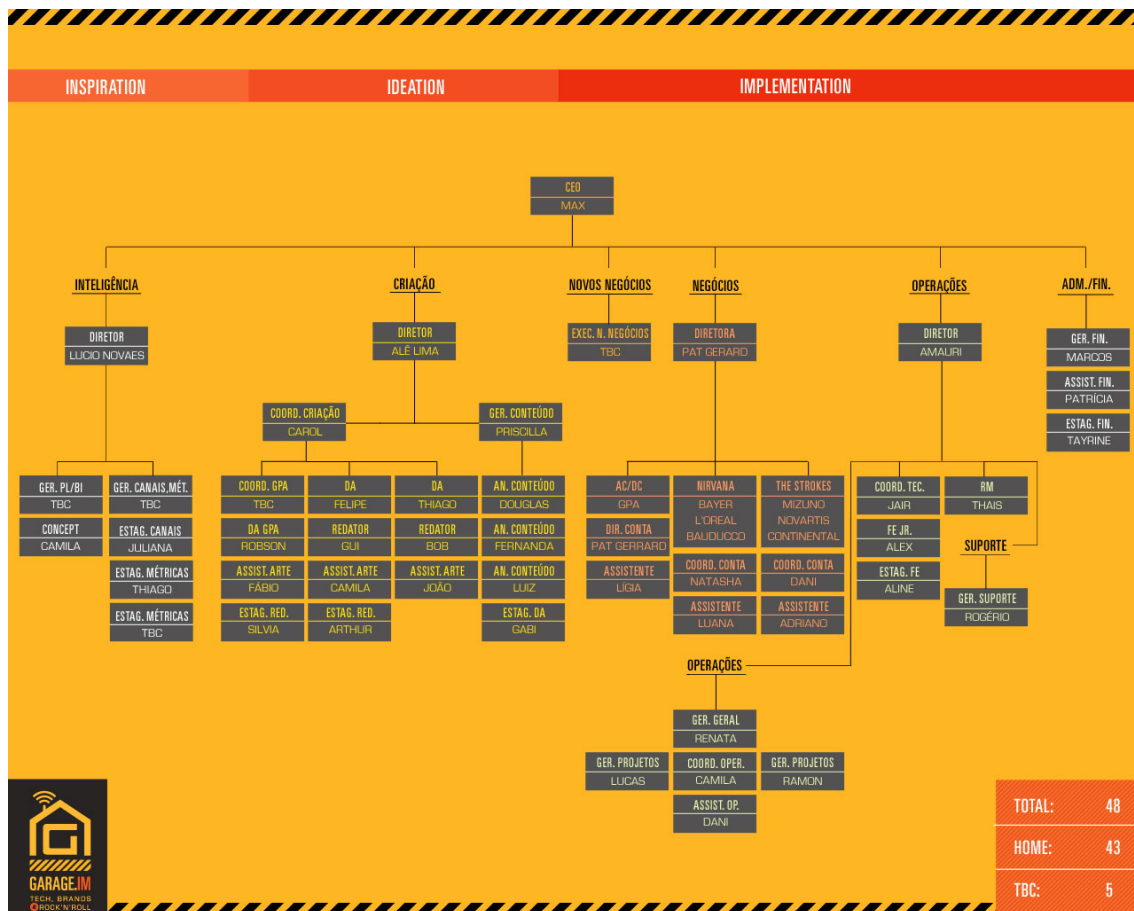 INSPIRATION
IDEATION
IMPLEMENTATION
CEO
MAX
INTELIGÊNCIA
DIRETOR
LUCIO NOVAES
GER. PL/BI
TBC
CONCEPT
CAMILA
GER. CANAIS,MÉT.
TBC
ESTAG. CANAIS
JULIANA
ESTAG. MÉTRICAS
THIAGO
ESTAG. MÉTRICAS
TBC
CRIAÇÃO
DIRETOR
ALÊ LIMA
COORD. CRIAÇÃO
CAROL
COORD. GPA
TBC
DA GPA
ROBSON
ASSIST. ARTE
FÁBIO
ESTAG. RED.
SILVIA
DA
FELIPE
REDATOR
GUI
ASSIST. ARTE
CAMILA
ESTAG. RED.
ARTHUR
DA
THIAGO
REDATOR
BOB
ASSIST. ARTE
JOÃO
GER. CONTEÚDO
PRISCILLA
AN. CONTEÚDO
DOUGLAS
AN. CONTEÚDO
FERNANDA
AN. CONTEÚDO
LUIZ
ESTAG. DA
GABI
NOVOS NEGÓCIOS
EXEC. N. NEGÓCIOS
TBC
NEGÓCIOS
DIRETORA
PAT GERARD
AC/DC
GPA
DIR. CONTA
PAT GERRARD
ASSISTENTE
LÍGIA
NIRVANA
BAYER
L'OREAL
BAUDUCCO
COORD. CONTA
NATASHA
ASSISTENTE
LUANA
THE STROKES
MIZUNO
NOVARTIS
CONTINENTAL
COORD. CONTA
DANI
ASSISTENTE
ADRIANO
OPERAÇÕES
DIRETOR
AMAURI
COORD. TEC.
JAIR
FE JR.
ALEX
ESTAG. FE
ALINE
RM
THAIS
SUPORTE
GER. SUPORTE
ROGÉRIO
ADM./FIN.
GER. FIN.
MARCOS
ASSIST. FIN.
PATRÍCIA
ESTAG. FIN.
TAYRINE
OPERAÇÕES
GER. GERAL
RENATA
GER. PROJETOS
LUCAS
COORD. OPER.
CAMILA
GER. PROJETOS
RAMON
ASSIST. OP.
DANI
GARAGE.IM
TECH, BRANDS
&ROCK'N'ROLL
TOTAL: 48
HOME: 43
TBC: 5